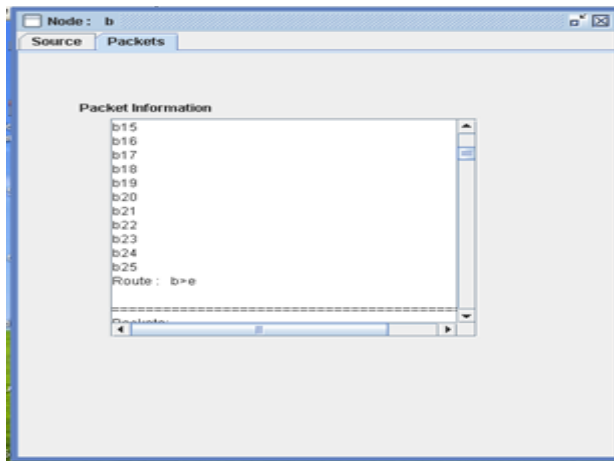 Node : b
Source Packets
Packet Information
b15
b16
b17
b18
b19
b20
b21
b22
b23
b24
b25
Route : b>e
==================================================